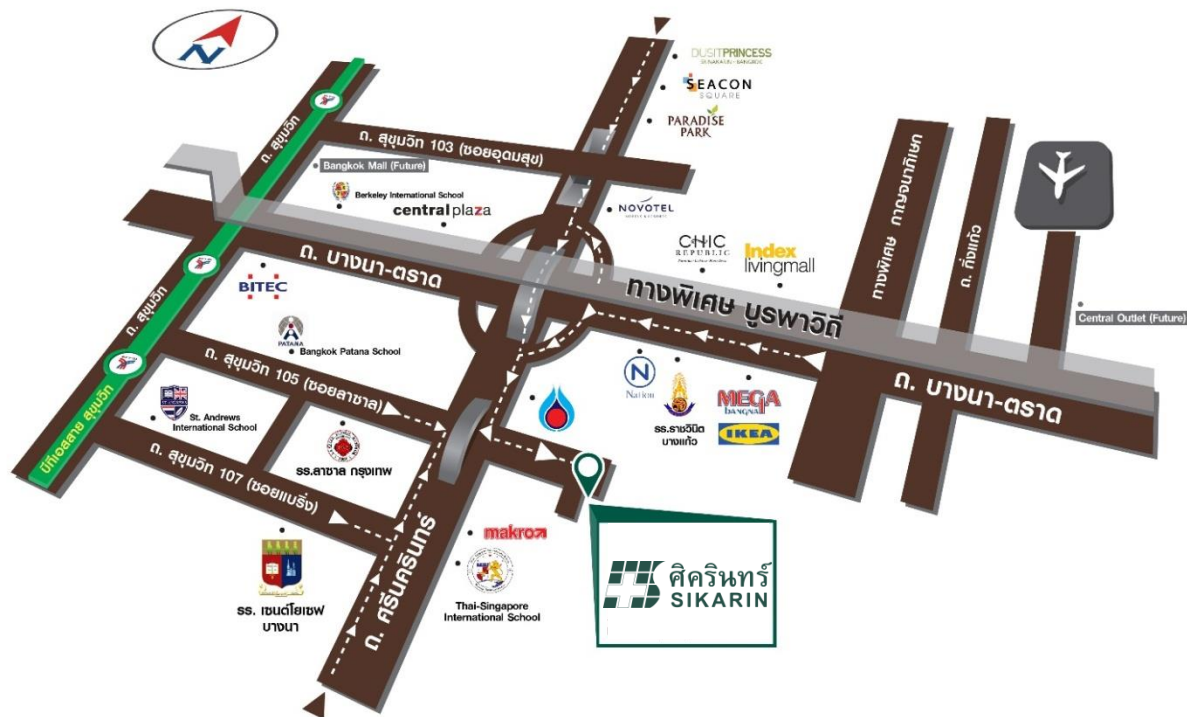 N
DUSIT PRINCESS
SRINAKARIN - BANGKOK
SEACON
SQUARE
PARADISE
PARK
ถ. สุขุมวิท
ถ. สุขุมวิท 103 (ซอยอุดมสุข)
Bangkok Mall (Future)
Berkeley International School
centralplaza
NOVOTEL
CHIC
REPUBLIC
Index
livingmall
ทางพิเศษ กาญจนาภิเษก
ถ. กิ่งแก้ว
Central Outlet (Future)
ถ. บางนา-ตราด
ทางพิเศษ บูรพาวิถี
ถ. บางนา-ตราด
BITEC
ถ. สุขุมวิท
PATANA
Bangkok Patana School
ถ. สุขุมวิท 105 (ซอยลาซาล)
N
Nation
รร.ราชวินิต
บางแก้ว
MEGA
BANGNA
IKEA
บีทีเอสสาย สุขุมวิท
St. Andrews
International School
รร.ลาซาล กรุงเทพ
ถ. สุขุมวิท 107 (ซอยแบริ่ง)
รร. เซนต์โยเซฟ
บางนา
ถ. ศรีนครินทร์
makro
Thai-Singapore
International School
ศิครินทร์
SIKARIN